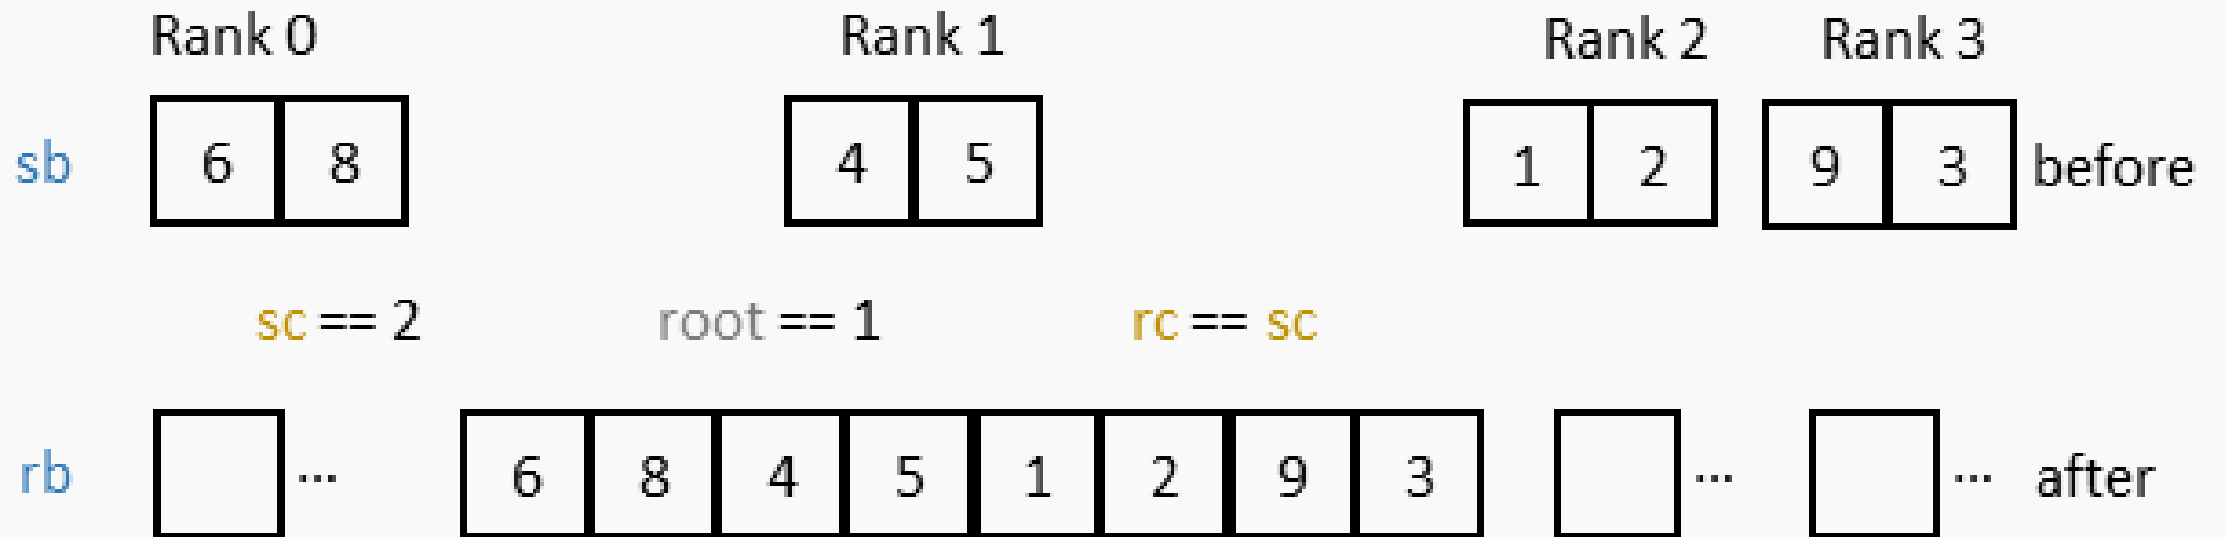 Rank 0 Rank 1 Rank 2 Rank 3
sb 6 8 4 5 1 2 9 3 before
sc == 2 root == 1 rc == sc
rb ... 6 8 4 5 1 2 9 3 ... ... after